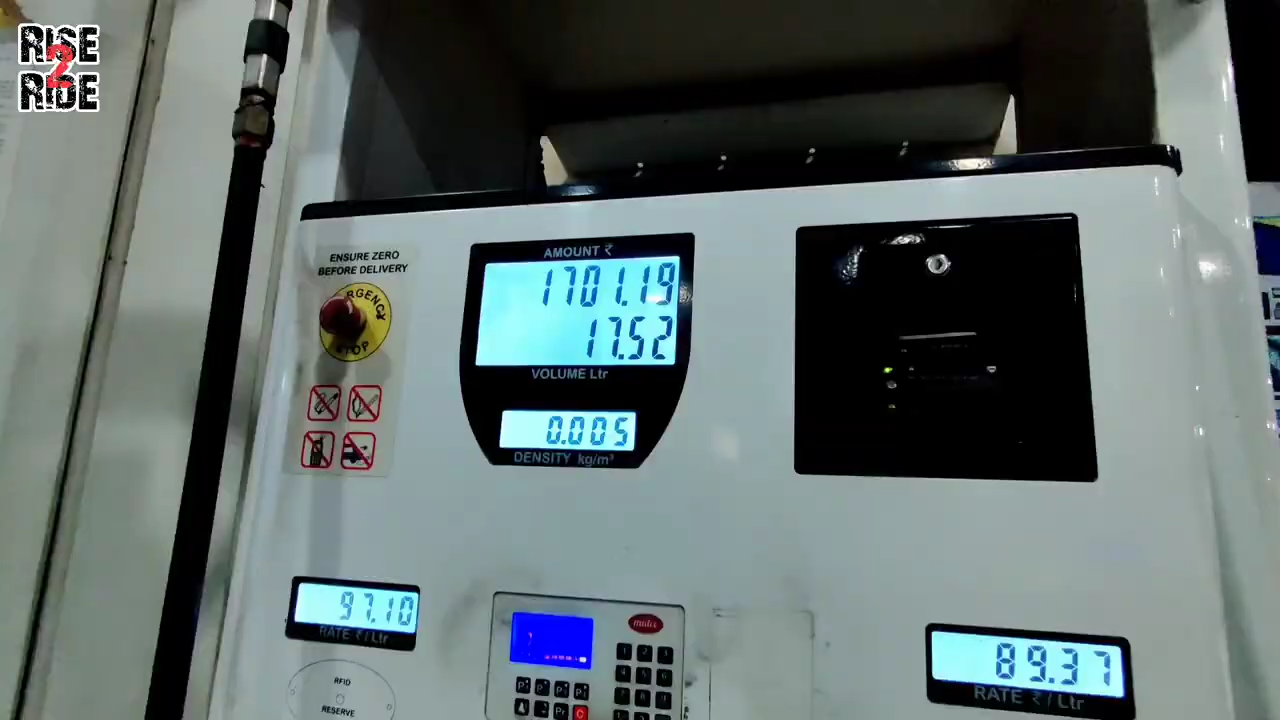 RISE
2
RIDE
ENSURE ZERO
BEFORE DELIVERY
STOP
AMOUNT ₹
1701.19
17.52
VOLUME Ltr
0.005
DENSITY kg/m³
97.10
RATE ₹/Ltr
RFID
RESERVE
midco
89.37
RATE ₹/Ltr